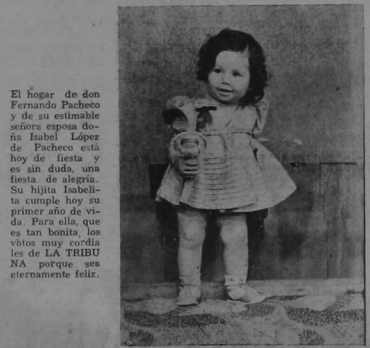 El hogar de don
Fernando Pacheco
y de su estimable
señora esposa do-
ña Isabel López
de Pacheco está
hoy de fiesta y
es sin duda, una
fiesta de alegría.
Su hijita Isabeli-
ta cumple hoy su
primer año de vi-
da. Para ella, que
es tan bonita, los
votos muy cordia
les de LA TRIBU
NA porque sea
eternamente feliz.